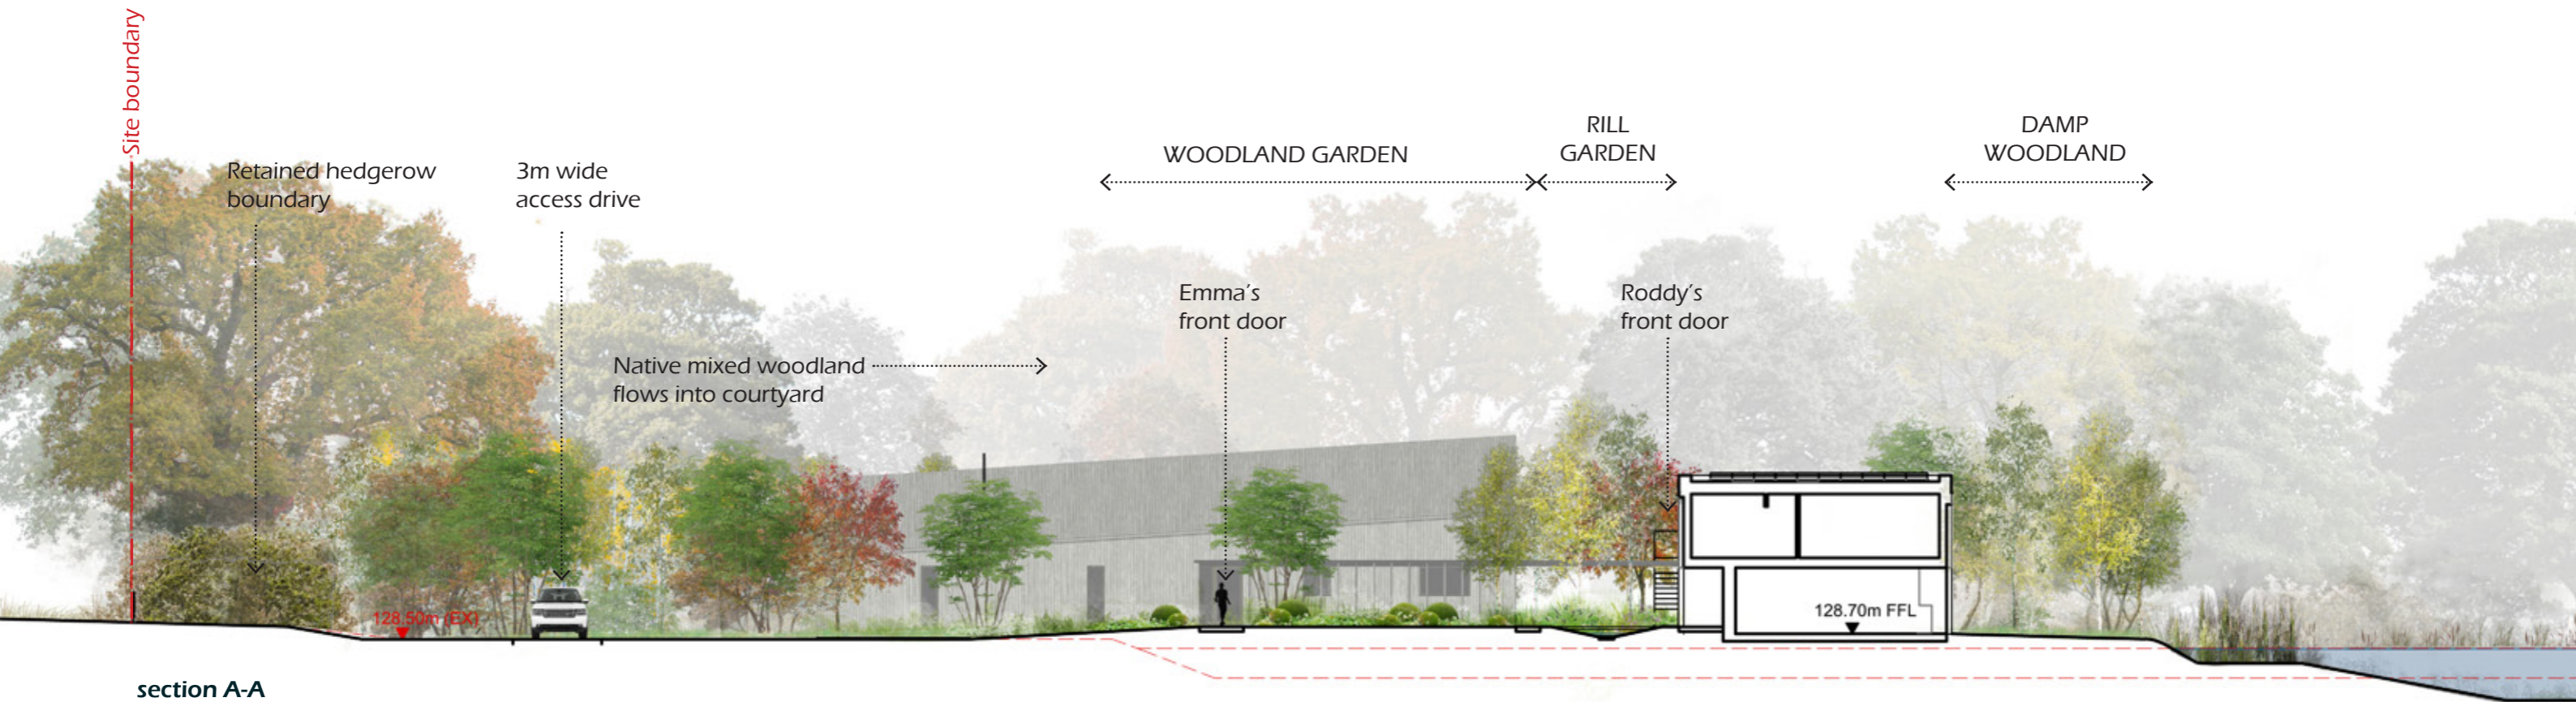 Site boundary
Retained hedgerow
boundary
3m wide
access drive
Native mixed woodland
flows into courtyard
WOODLAND GARDEN
RILL
GARDEN
DAMP
WOODLAND
Emma's
front door
Roddy's
front door
128.50m (EX)
128.70m FFL
section A-A